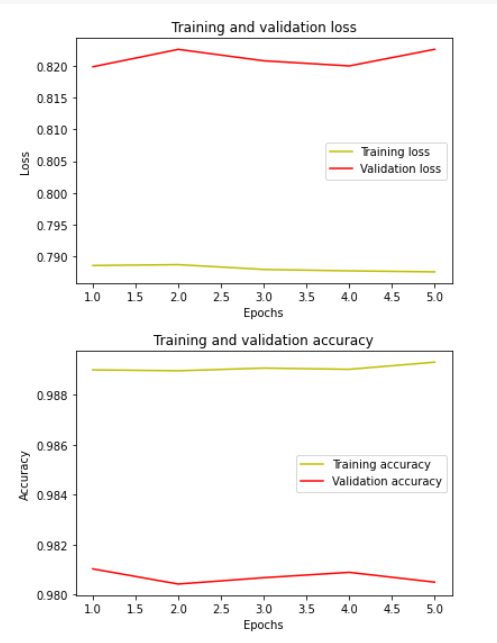 Training and validation loss
0.820
0.815
0.810
0.805
0.800
0.795
0.790
Loss
Training loss
Validation loss
1.0 1.5 2.0 2.5 3.0 3.5 4.0 4.5 5.0
Epochs
Training and validation accuracy
0.988
0.986
0.984
0.982
0.980
Accuracy
Training accuracy
Validation accuracy
1.0 1.5 2.0 2.5 3.0 3.5 4.0 4.5 5.0
Epochs